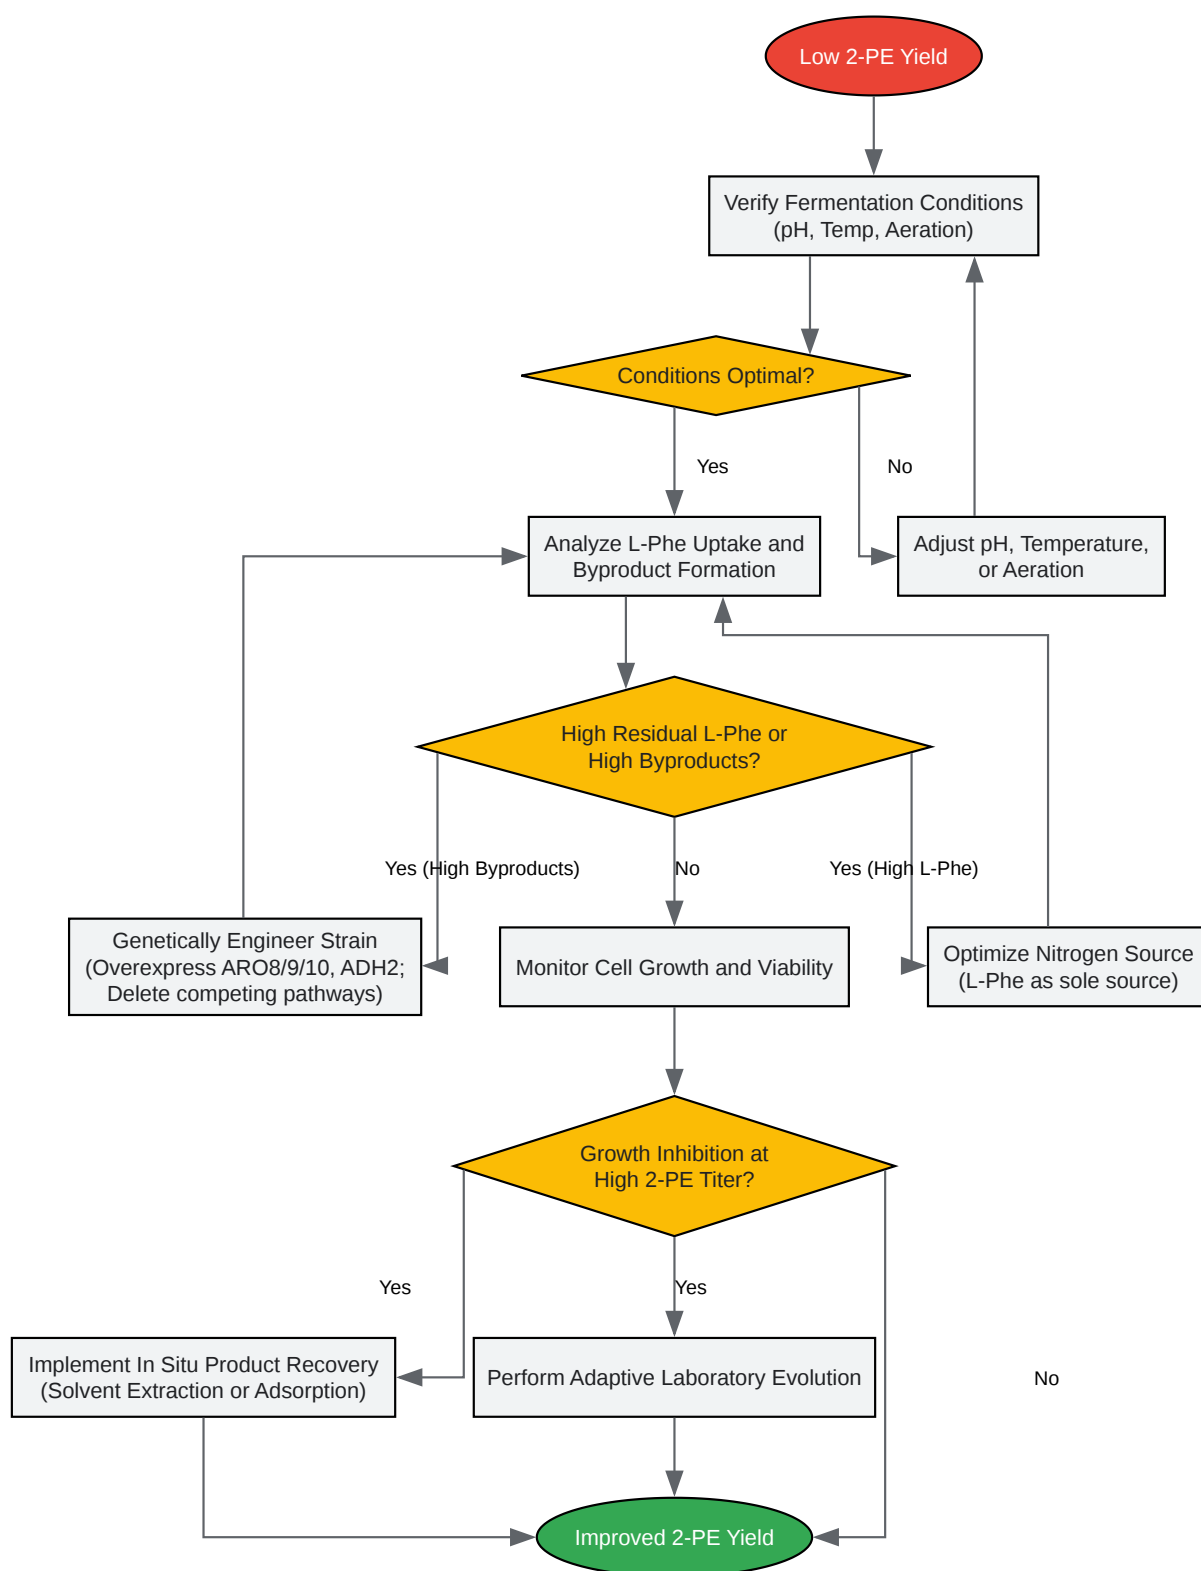 Low 2-PE Yield
Verify Fermentation Conditions
(pH, Temp, Aeration)
Conditions Optimal?
Yes
No
Analyze L-Phe Uptake and
Byproduct Formation
Adjust pH, Temperature,
or Aeration
High Residual L-Phe or
High Byproducts?
Yes (High Byproducts)
No
Yes (High L-Phe)
Genetically Engineer Strain
(Overexpress ARO8/9/10, ADH2;
Delete competing pathways)
Monitor Cell Growth and Viability
Optimize Nitrogen Source
(L-Phe as sole source)
Growth Inhibition at
High 2-PE Titer?
Yes
Yes
No
Implement In Situ Product Recovery
(Solvent Extraction or Adsorption)
Perform Adaptive Laboratory Evolution
Improved 2-PE Yield